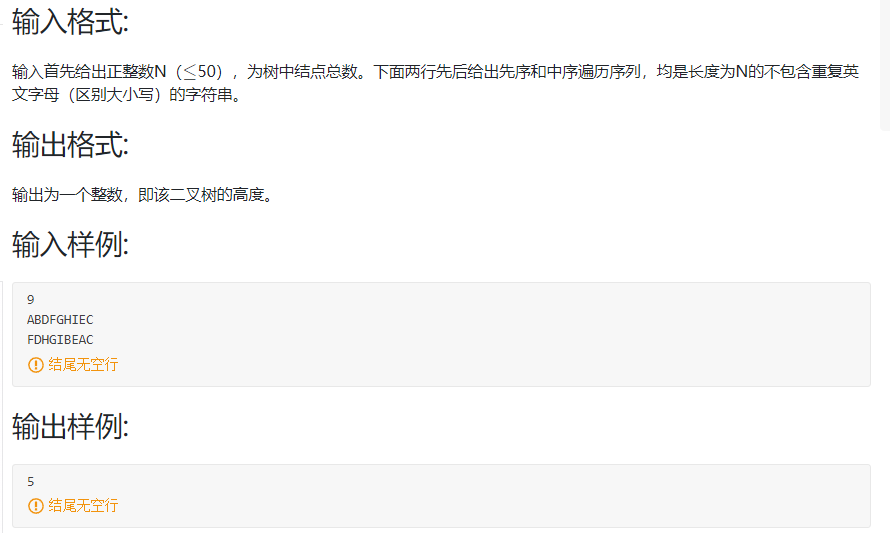 输入格式:
输入首先给出正整数N（≤50），为树中结点总数。下面两行先后给出先序和中序遍历序列，均是长度为N的不包含重复英
文字母（区别大小写）的字符串。
输出格式:
输出为一个整数，即该二叉树的高度。
输入样例:
9
ABDFGHIEC
FDHGIBEAC
结尾无空行
输出样例:
5
结尾无空行